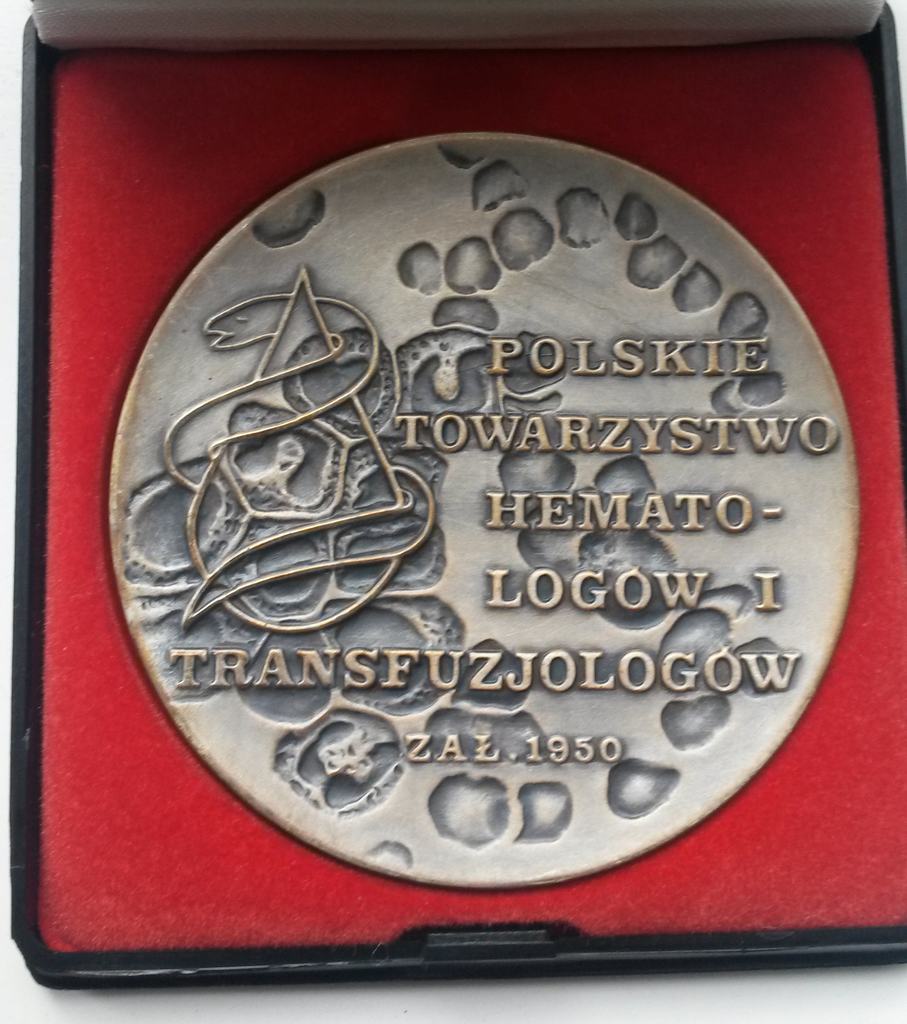 POLSKIE
TOWARZYSTWO
HEMATO-
LOGÓW I
TRANSFUZJOLOGÓW
ZAŁ. 1950